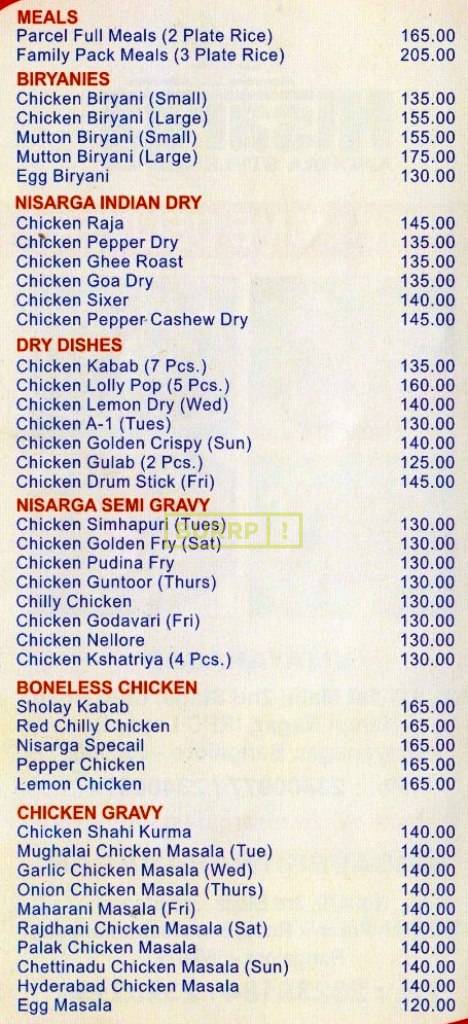 MEALS
Parcel Full Meals (2 Plate Rice) 165.00
Family Pack Meals (3 Plate Rice) 205.00
BIRYANIES
Chicken Biryani (Small) 135.00
Chicken Biryani (Large) 155.00
Mutton Biryani (Small) 155.00
Mutton Biryani (Large) 175.00
Egg Biryani 130.00
NISARGA INDIAN DRY
Chicken Raja 145.00
Chicken Pepper Dry 135.00
Chicken Ghee Roast 135.00
Chicken Goa Dry 135.00
Chicken Sixer 140.00
Chicken Pepper Cashew Dry 145.00
DRY DISHES
Chicken Kabab (7 Pcs.) 135.00
Chicken Lolly Pop (5 Pcs.) 160.00
Chicken Lemon Dry (Wed) 140.00
Chicken A-1 (Tues) 130.00
Chicken Golden Crispy (Sun) 140.00
Chicken Gulab (2 Pcs.) 125.00
Chicken Drum Stick (Fri) 145.00
NISARGA SEMI GRAVY
Chicken Simhapuri (Tues) 130.00
BURRP!
Chicken Golden Fry (Sat) 130.00
Chicken Pudina Fry 130.00
Chicken Guntoor (Thurs) 130.00
Chilly Chicken 130.00
Chicken Godavari (Fri) 130.00
Chicken Nellore 130.00
Chicken Kshatriya (4 Pcs.) 130.00
BONELESS CHICKEN
Sholay Kabab 165.00
Red Chilly Chicken 165.00
Nisarga Specail 165.00
Pepper Chicken 165.00
Lemon Chicken 165.00
CHICKEN GRAVY
Chicken Shahi Kurma 140.00
Mughalai Chicken Masala (Tue) 140.00
Garlic Chicken Masala (Wed) 140.00
Onion Chicken Masala (Thurs) 140.00
Maharani Masala (Fri) 140.00
Rajdhani Chicken Masala (Sat) 140.00
Palak Chicken Masala 140.00
Chettinadu Chicken Masala (Sun) 140.00
Hyderabad Chicken Masala 140.00
Egg Masala 120.00